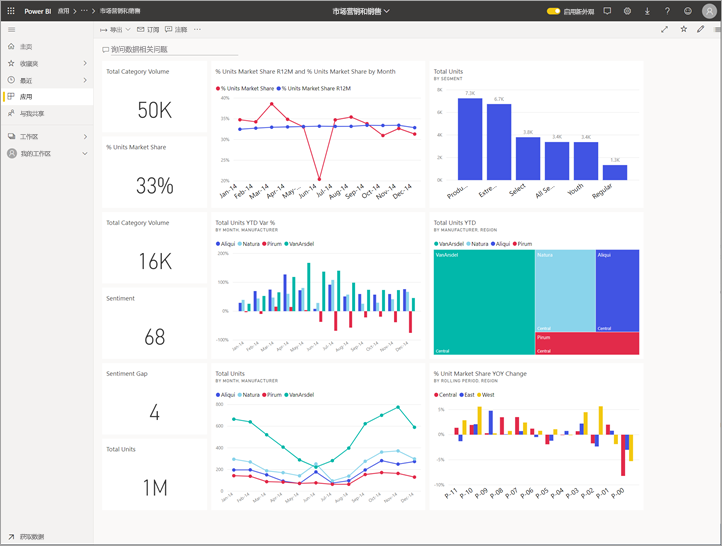 Power BI 应用 > ··· > 市场营销和销售
市场营销和销售
启用新外观
主页
收藏夹
最近
应用
与我共享
工作区
我的工作区
获取数据
导出 订阅 注释 ···
询问数据相关问题
Total Category Volume
50K
% Units Market Share
33%
Total Category Volume
16K
Sentiment
68
Sentiment Gap
4
Total Units
1M
% Units Market Share R12M and % Units Market Share by Month
% Units Market Share % Units Market Share R12M
40%
35%
30%
25%
20%
Jan-14 Feb-14 Mar-14 Apr-14 May-... Jun-14 Jul-14 Aug-14 Sep-14 Oct-14 Nov-14 Dec-14
Total Units
BY SEGMENT
8K
6K
4K
2K
0K
7.3K 6.7K 3.8K 3.4K 3.4K 1.3K
Produ... Extre... Select All Se... Youth Regular
Total Units YTD Var %
BY MONTH, MANUFACTURER
Aliqui Natura Pirum VanArsdel
200%
100%
0%
-100%
Jan-14 Feb-14 Mar-14 Apr-14 May-14 Jun-14 Jul-14 Aug-14 Sep-14 Oct-14 Nov-14 Dec-14
Total Units YTD
BY MANUFACTURER, REGION
VanArsdel Natura Aliqui Pirum
VanArsdel
Central
Natura
Central
Aliqui
Central
Pirum
Central
Total Units
BY MONTH, MANUFACTURER
Aliqui Natura Pirum VanArsdel
800
600
400
200
0
Jan-14 Feb-14 Mar-14 Apr-14 May-14 Jun-14 Jul-14 Aug-14 Sep-14 Oct-14 Nov-14 Dec-14
% Unit Market Share YOY Change
BY ROLLING PERIOD, REGION
Central East West
5%
0%
-5%
-10%
P-11 P-10 P-09 P-08 P-07 P-06 P-05 P-04 P-03 P-02 P-01 P-00